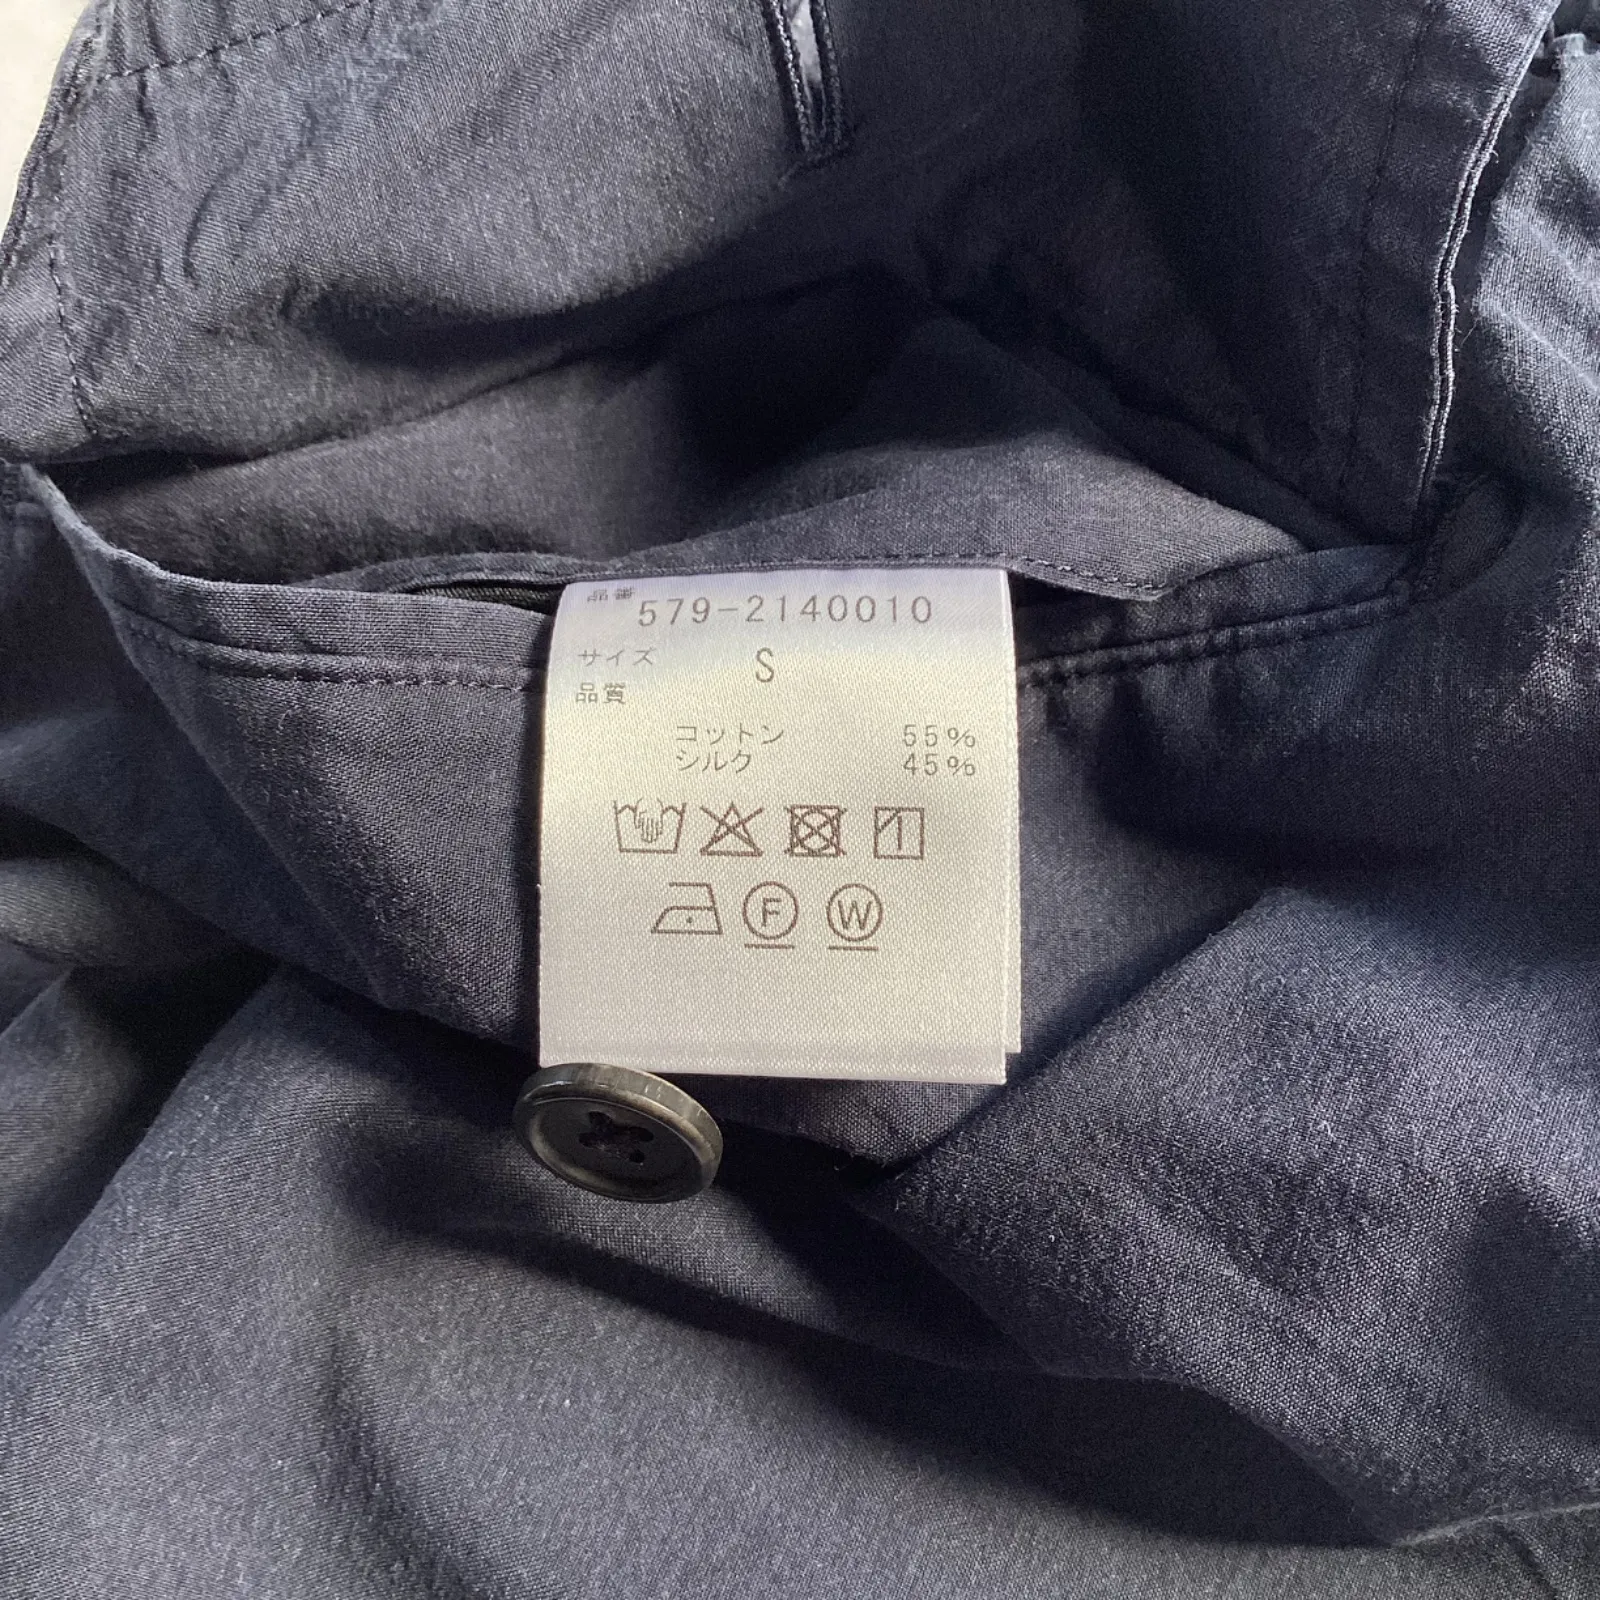 品番 579-2140010
サイズ S
品質
コットン 55%
シルク 45%
F W